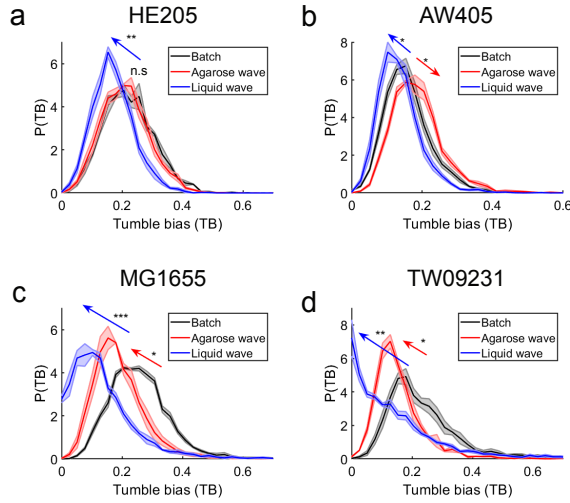 a
HE205
P(TB)
6
4
2
0
**
n.s
Batch
Agarose wave
Liquid wave
0 0.2 0.4 0.6
Tumble bias (TB)
b
AW405
P(TB)
8
6
4
2
0
*
*
Batch
Agarose wave
Liquid wave
0 0.2 0.4 0.6
Tumble bias (TB)
c
MG1655
P(TB)
6
4
2
0
***
*
Batch
Agarose wave
Liquid wave
0 0.2 0.4 0.6
Tumble bias (TB)
d
TW09231
P(TB)
8
6
4
2
0
**
*
Batch
Agarose wave
Liquid wave
0 0.2 0.4 0.6
Tumble bias (TB)